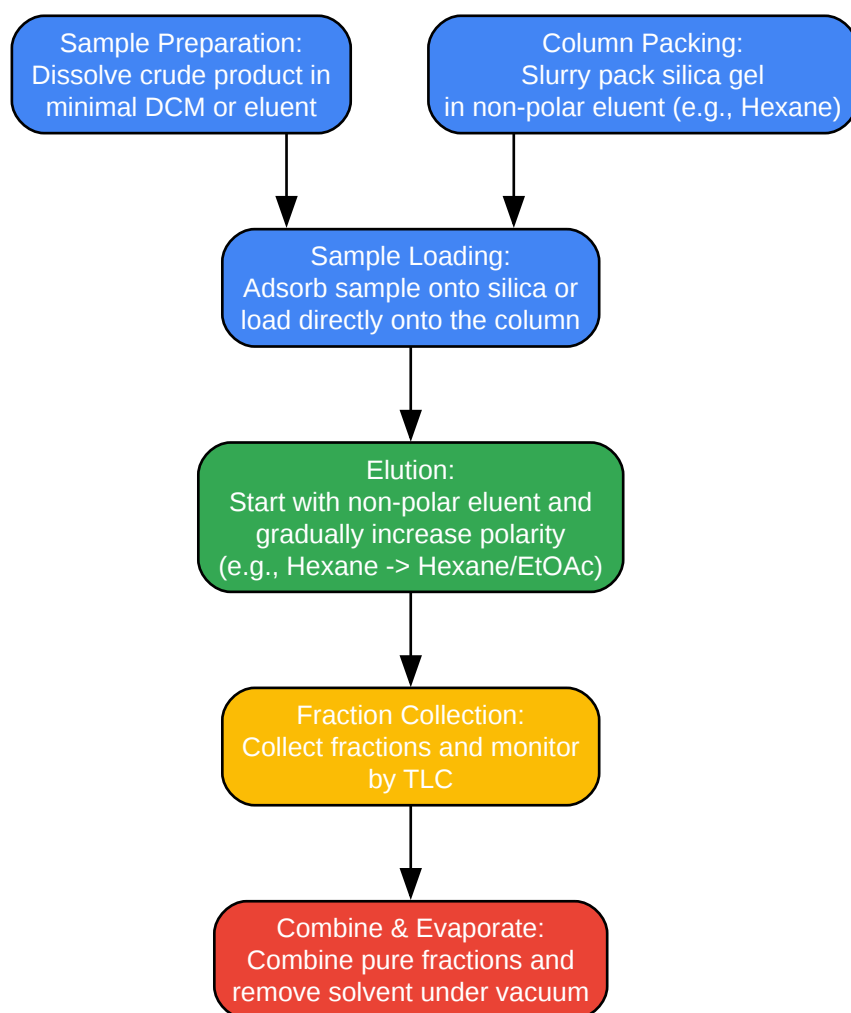 Sample Preparation:
Dissolve crude product in
minimal DCM or eluent
Column Packing:
Slurry pack silica gel
in non-polar eluent (e.g., Hexane)
Sample Loading:
Adsorb sample onto silica or
load directly onto the column
Elution:
Start with non-polar eluent and
gradually increase polarity
(e.g., Hexane -> Hexane/EtOAc)
Fraction Collection:
Collect fractions and monitor
by TLC
Combine & Evaporate:
Combine pure fractions and
remove solvent under vacuum